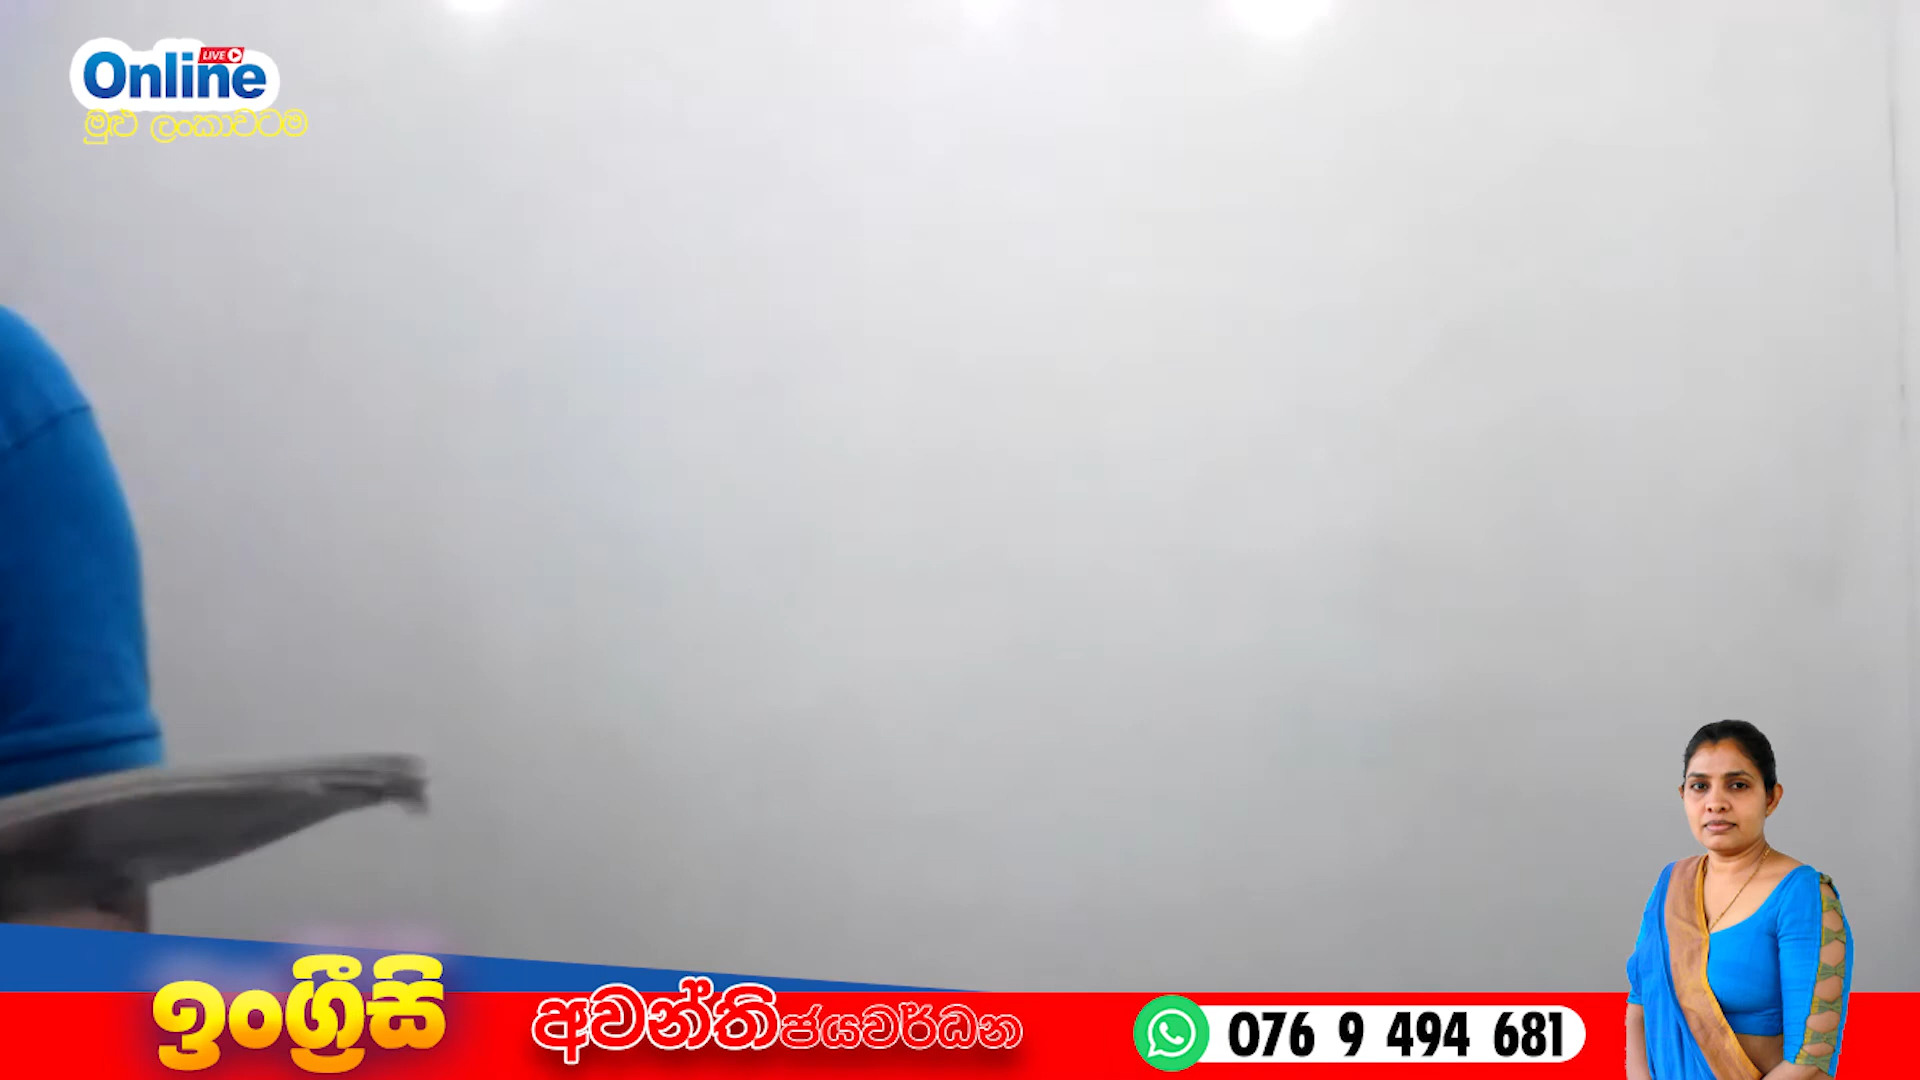 Online LIVE
මුළු ලංකාවටම
ඉංග්‍රීසි
අවන්ති ජයවර්ධන
076 9 494 681